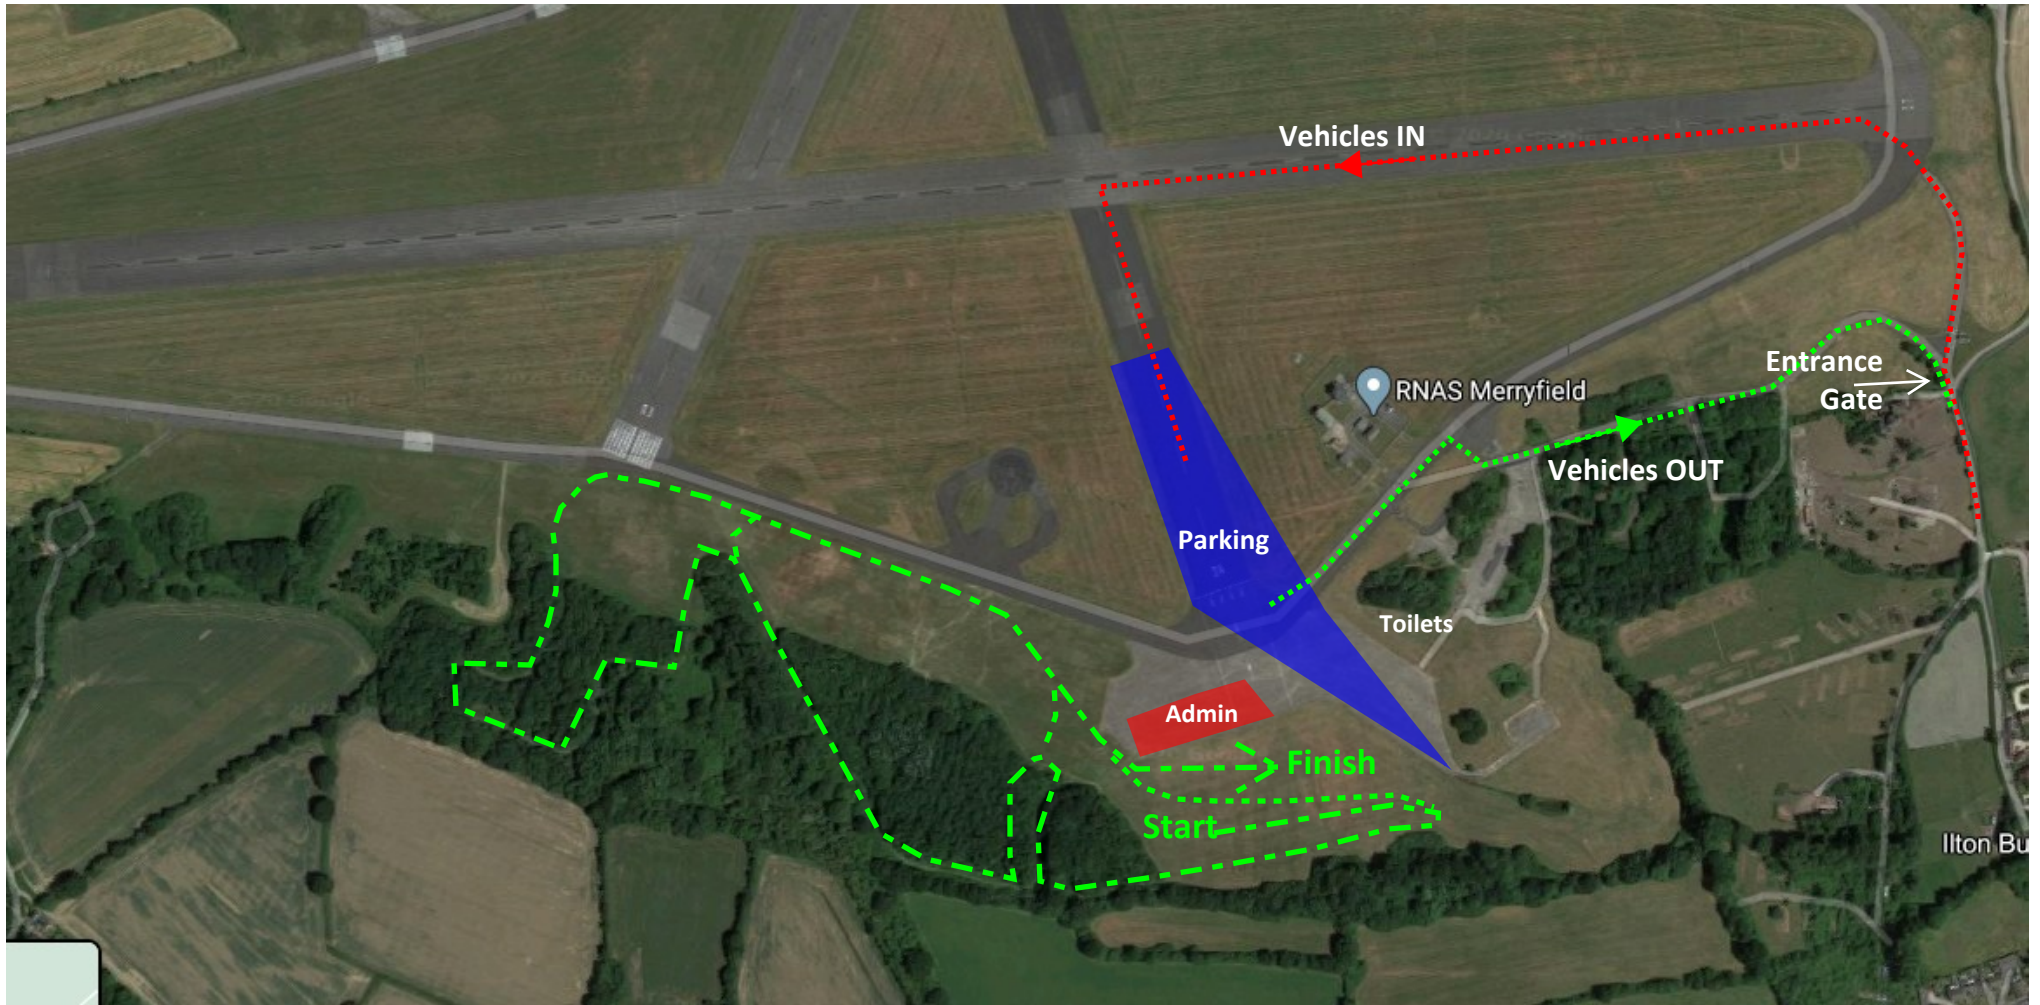 Vehicles IN
RNAS Merryfield
Entrance
Gate
Vehicles OUT
Parking
Toilets
Admin
Finish
Start
Ilton Bu